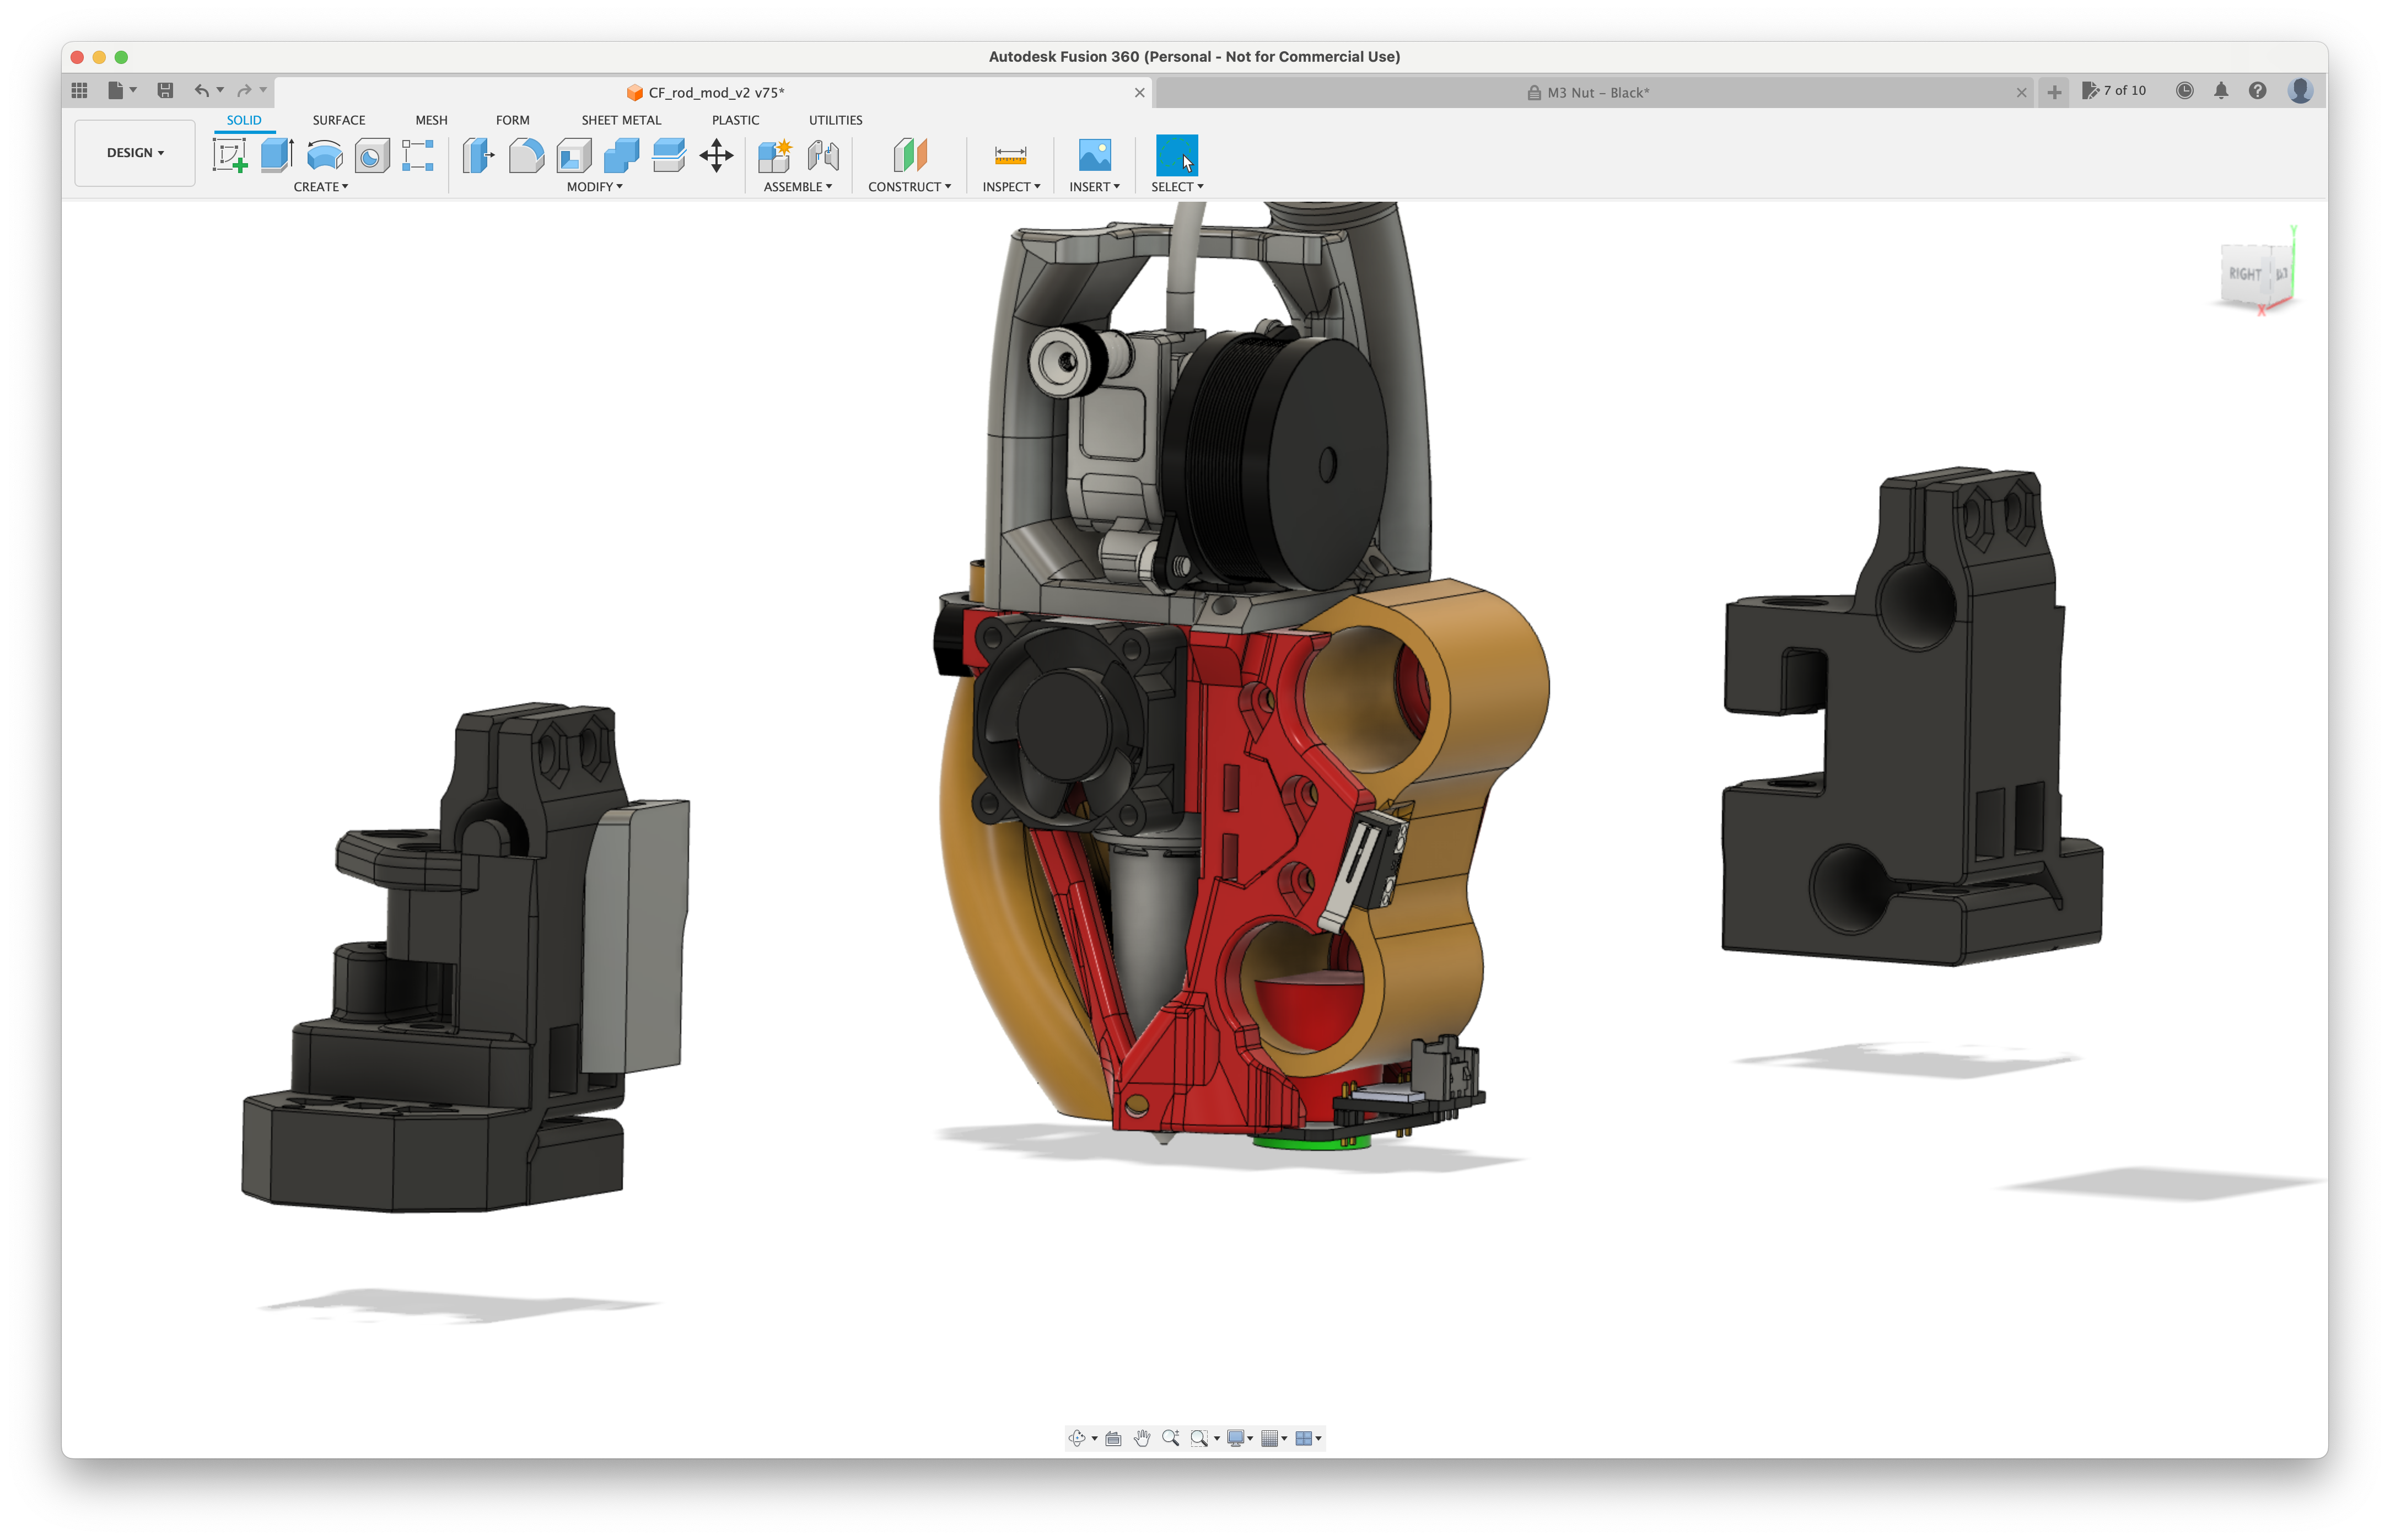 Autodesk Fusion 360 (Personal - Not for Commercial Use)
CF_rod_mod_v2 v75*
M3 Nut - Black*
7 of 10
SOLID SURFACE MESH FORM SHEET METAL PLASTIC UTILITIES
DESIGN
CREATE MODIFY ASSEMBLE CONSTRUCT INSPECT INSERT SELECT
Y
RIGHT
X